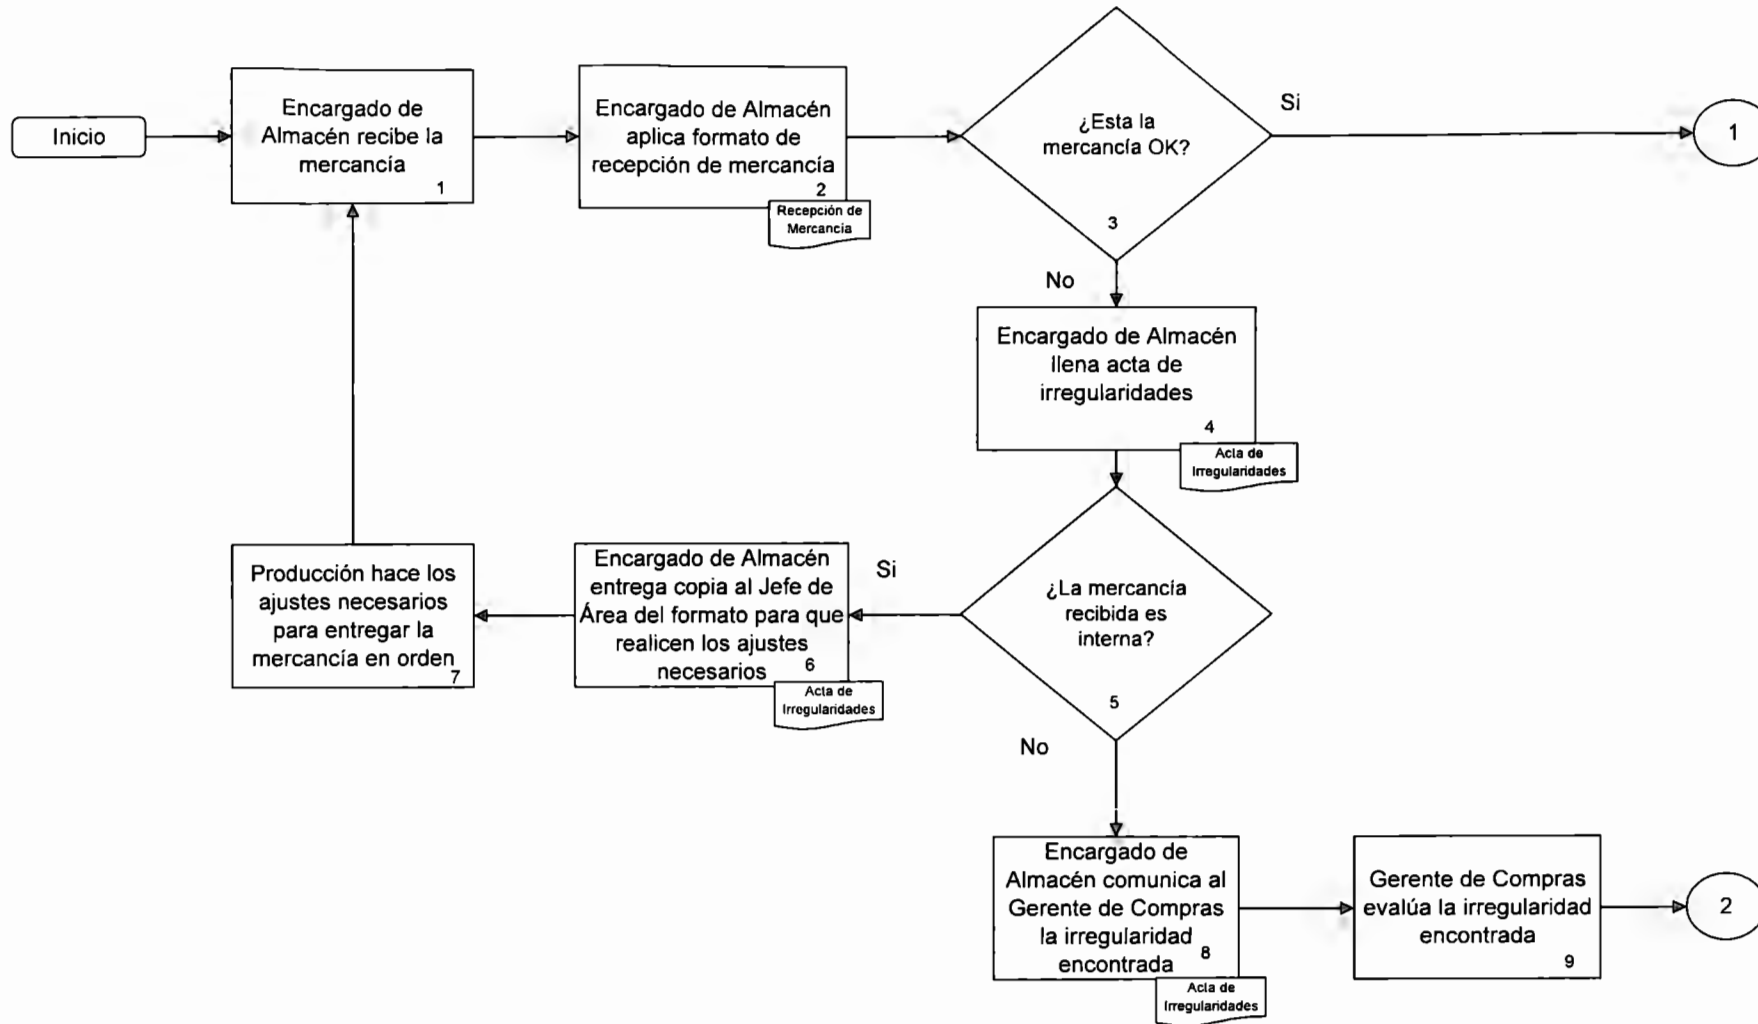 Inicio
Encargado de
Almacén recibe la
mercancía
1
Encargado de Almacén
aplica formato de
recepción de mercancía
2
Recepción de
Mercancia
¿Esta la
mercancía OK?
3
Si
1
No
Encargado de Almacén
llena acta de
irregularidades
4
Acta de
Irregularidades
¿La mercancía
recibida es
interna?
5
Si
Encargado de Almacén
entrega copia al Jefe de
Área del formato para que
realicen los ajustes
necesarios
6
Acta de
Irregularidades
Producción hace los
ajustes necesarios
para entregar la
mercancía en orden
7
No
Encargado de
Almacén comunica al
Gerente de Compras
la irregularidad
encontrada
8
Acta de
Irregularidades
Gerente de Compras
evalúa la irregularidad
encontrada
9
2